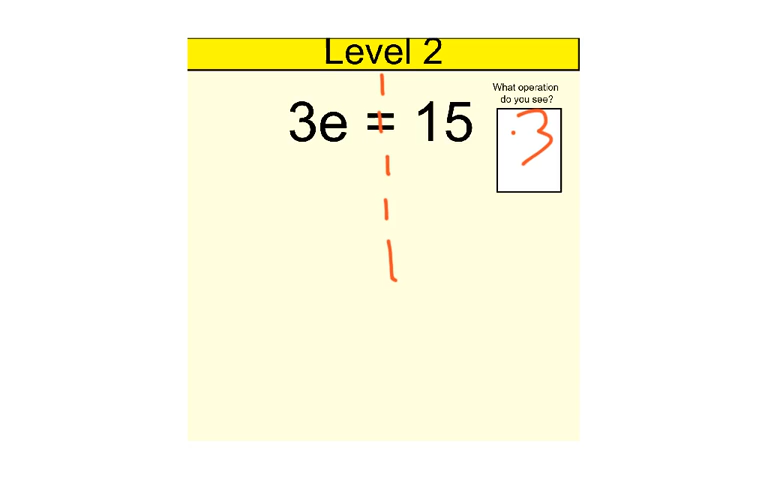 Level 2
What operation
do you see?
3e = 15
·3